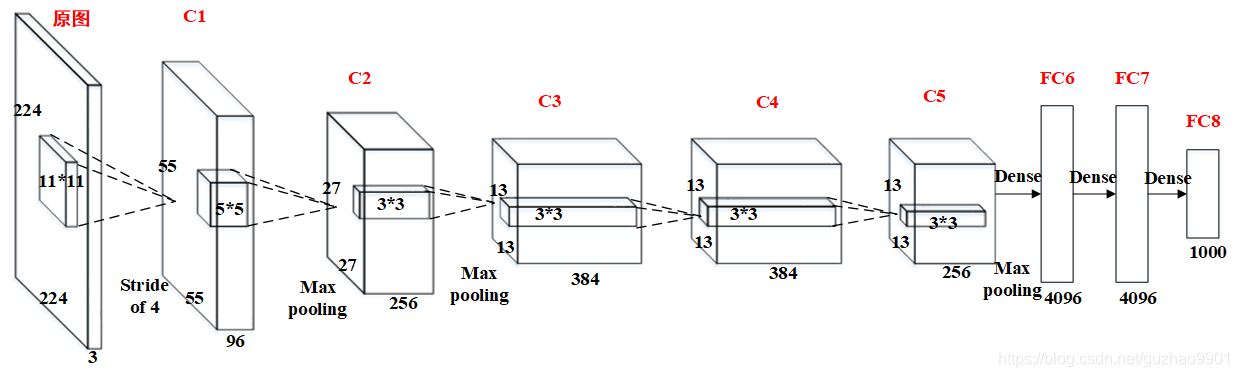 原图
C1
C2
C3
C4
C5
FC6
FC7
FC8
224
11*11
224
3
Stride
of 4
55
5*5
55
96
Max
pooling
27
3*3
27
256
Max
pooling
13
3*3
13
384
13
3*3
13
384
13
3*3
13
256
Max
pooling
Dense
4096
Dense
4096
Dense
1000
https://blog.csdn.net/guzhao9901